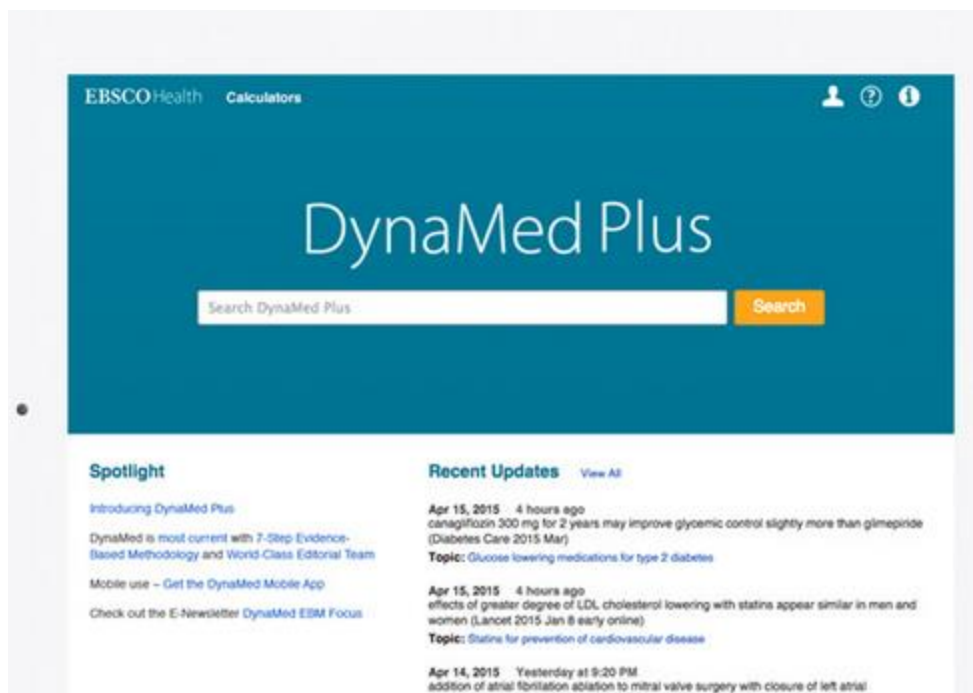 EBSCO Health Calculators
DynaMed Plus
Search DynaMed Plus
Search
Spotlight
Introducing DynaMed Plus
DynaMed is most current with 7-Step Evidence-
Based Methodology and World-Class Editorial Team
Mobile use – Get the DynaMed Mobile App
Check out the E-Newsletter DynaMed EBM Focus
Recent Updates View All
Apr 15, 2015 4 hours ago
canagliflozin 300 mg for 2 years may improve glycemic control slightly more than glimepiride
(Diabetes Care 2015 Mar)
Topic: Glucose lowering medications for type 2 diabetes
Apr 15, 2015 4 hours ago
effects of greater degree of LDL cholesterol lowering with statins appear similar in men and
women (Lancet 2015 Jan 8 early online)
Topic: Statins for prevention of cardiovascular disease
Apr 14, 2015 Yesterday at 9:20 PM
addition of atrial fibrillation ablation to mitral valve surgery with closure of left atrial